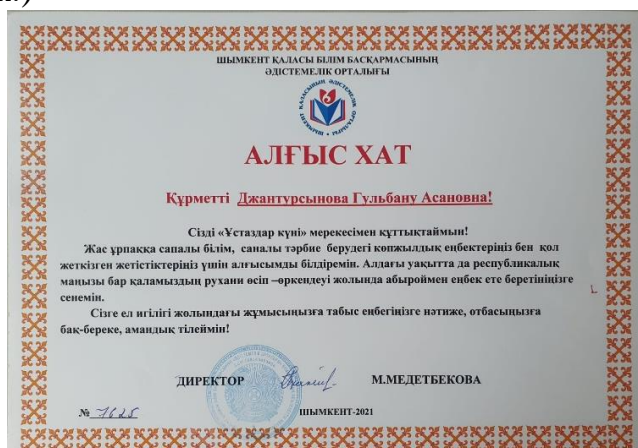 ШЫМКЕНТ ҚАЛАСЫ БІЛІМ БАСҚАРМАСЫНЫҢ
ӘДІСТЕМЕЛІК ОРТАЛЫҒЫ
АЛҒЫС ХАТ
Құрметті Джантурсынова Гульбану Асановна!
Сізді «Ұстаздар күні» мерекесімен құттықтаймын!
Жас ұрпаққа сапалы білім, саналы тәрбие берудегі көпжылдық еңбектеріңіз бен қол
жеткізген жетістіктеріңіз үшін алғысымды білдіремін. Алдағы уақытта да республикалық
маңызы бар қаламыздың рухани өсіп –өркендеуі жолында абыроймен еңбек ете беретініңізге
сенемін.
Сізге ел игілігі жолындағы жұмысыңызға табыс еңбегіңізге нәтиже, отбасыңызға
бақ-береке, амандық тілеймін!
ДИРЕКТОР М.МЕДЕТБЕКОВА
№ 1625 ШЫМКЕНТ-2021